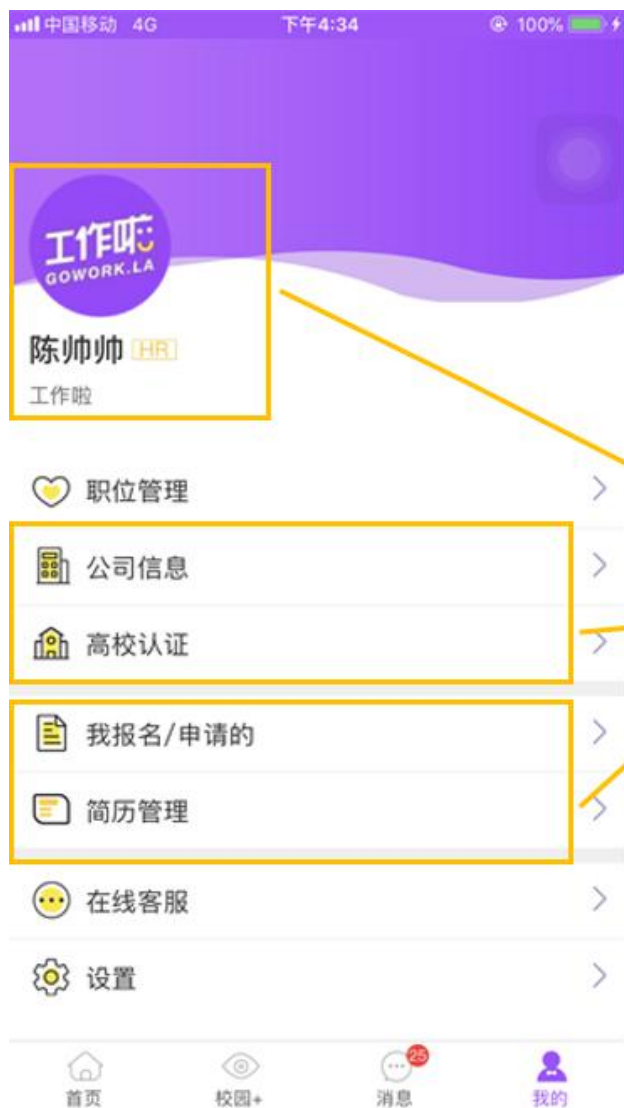 中国移动 4G 下午4:34 100%
工作啦
GOWORK.LA
陈帅帅 HR
工作啦
职位管理
公司信息
高校认证
我报名/申请的
简历管理
在线客服
设置
25
首页 校园+ 消息 我的